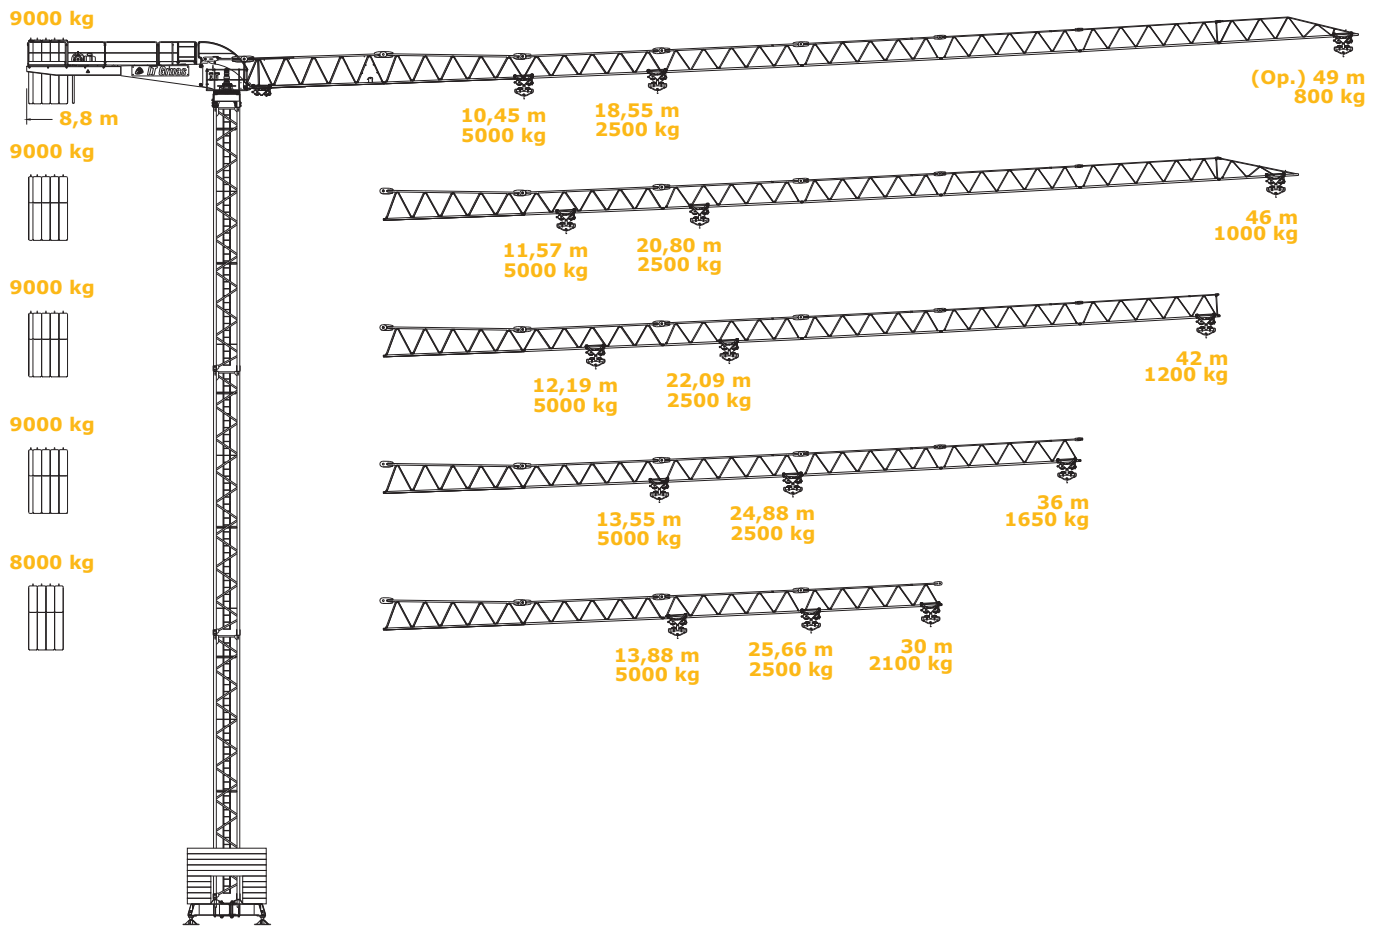 9000 kg
IT Grúas
8,8 m
10,45 m
5000 kg
18,55 m
2500 kg
(Op.) 49 m
800 kg
9000 kg
11,57 m
5000 kg
20,80 m
2500 kg
46 m
1000 kg
9000 kg
12,19 m
5000 kg
22,09 m
2500 kg
42 m
1200 kg
9000 kg
13,55 m
5000 kg
24,88 m
2500 kg
36 m
1650 kg
8000 kg
13,88 m
5000 kg
25,66 m
2500 kg
30 m
2100 kg